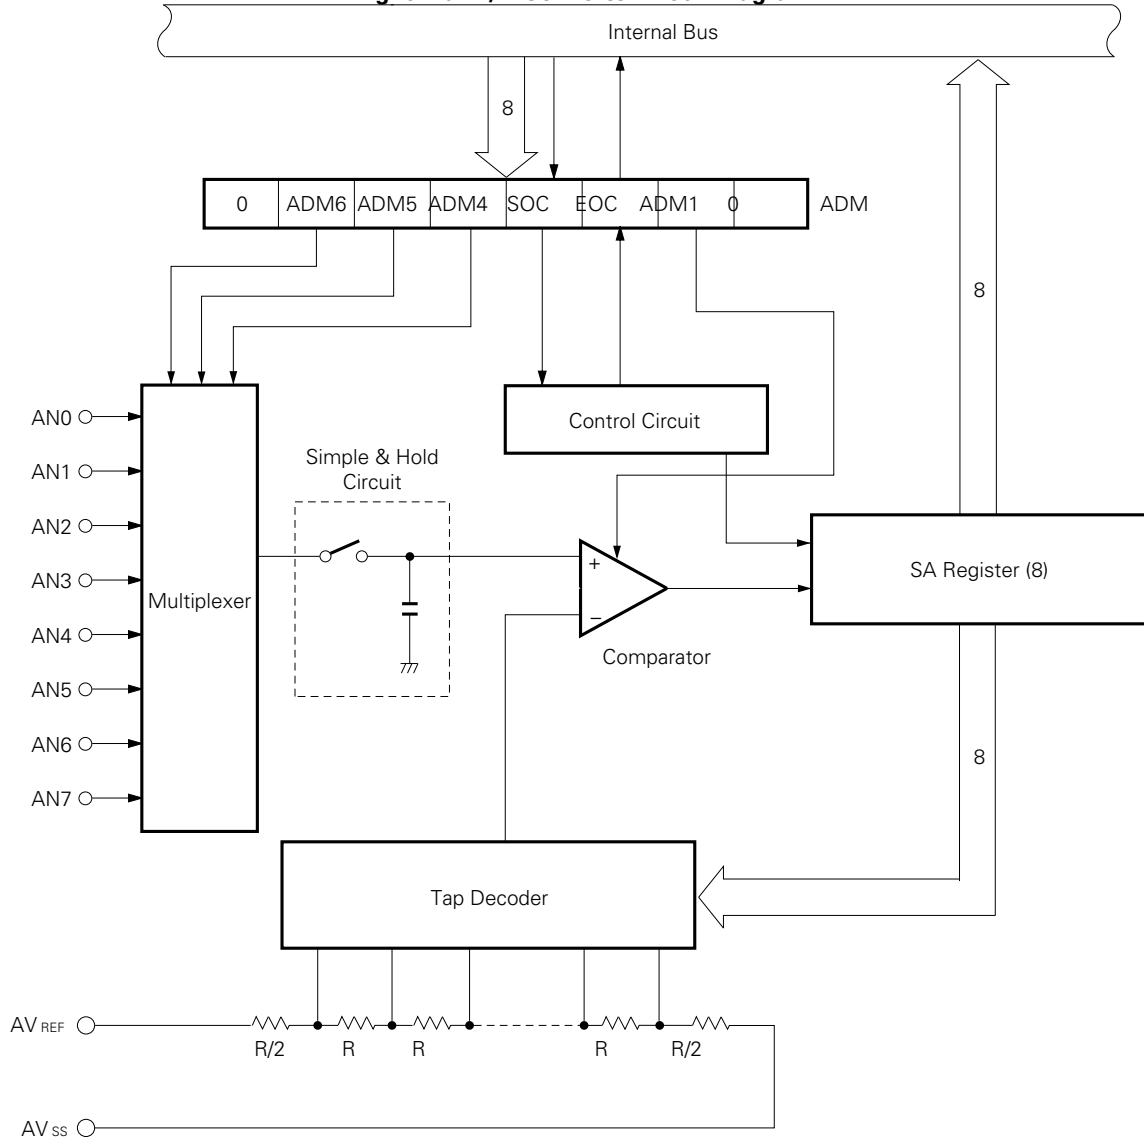 Internal Bus
8
0 ADM6 ADM5 ADM4 SOC EOC ADM1 0 ADM
8
Control Circuit
AN0
AN1
AN2
AN3
AN4
AN5
AN6
AN7
Multiplexer
Simple & Hold
Circuit
+
−
Comparator
SA Register (8)
8
Tap Decoder
AV REF
R/2 R R R R/2
AV SS